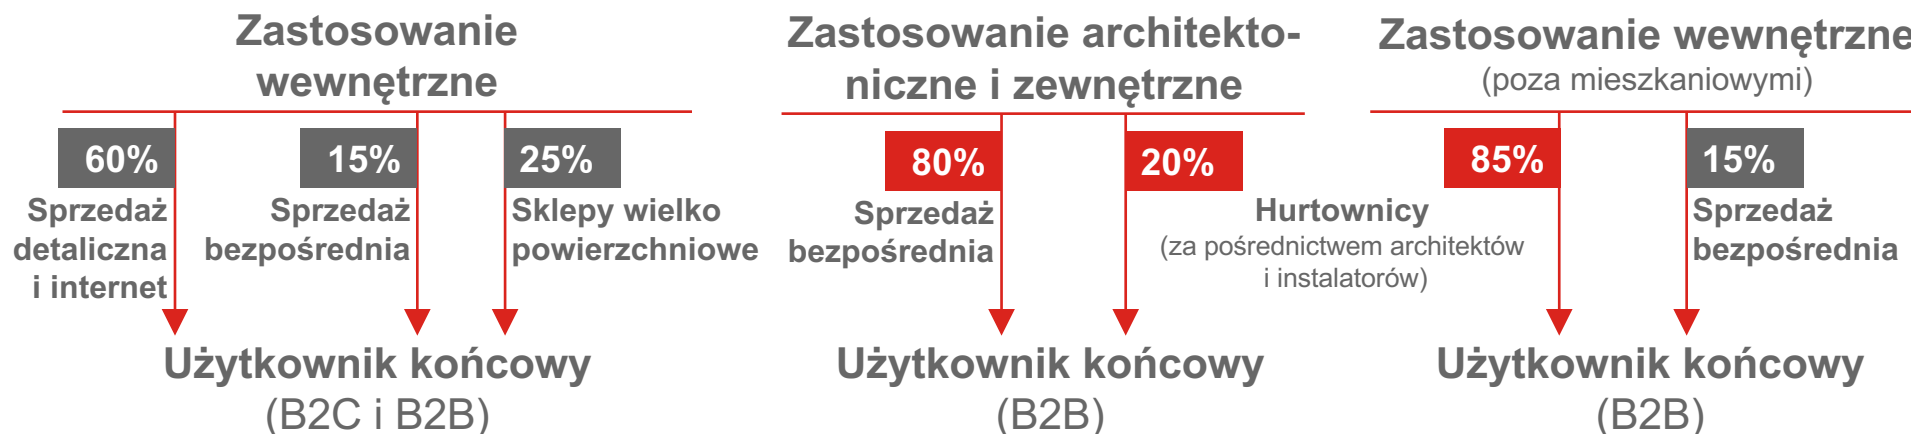 Zastosowanie
wewnętrzne
60%
Sprzedaż
detaliczna
i internet
15%
Sprzedaż
bezpośrednia
25%
Sklepy wielko
powierzchniowe
Użytkownik końcowy
(B2C i B2B)
Zastosowanie architekto-
niczne i zewnętrzne
80%
Sprzedaż
bezpośrednia
20%
Hurtownicy
(za pośrednictwem architektów
i instalatorów)
Użytkownik końcowy
(B2B)
Zastosowanie wewnętrzne
(poza mieszkaniowymi)
85%
15%
Sprzedaż
bezpośrednia
Użytkownik końcowy
(B2B)